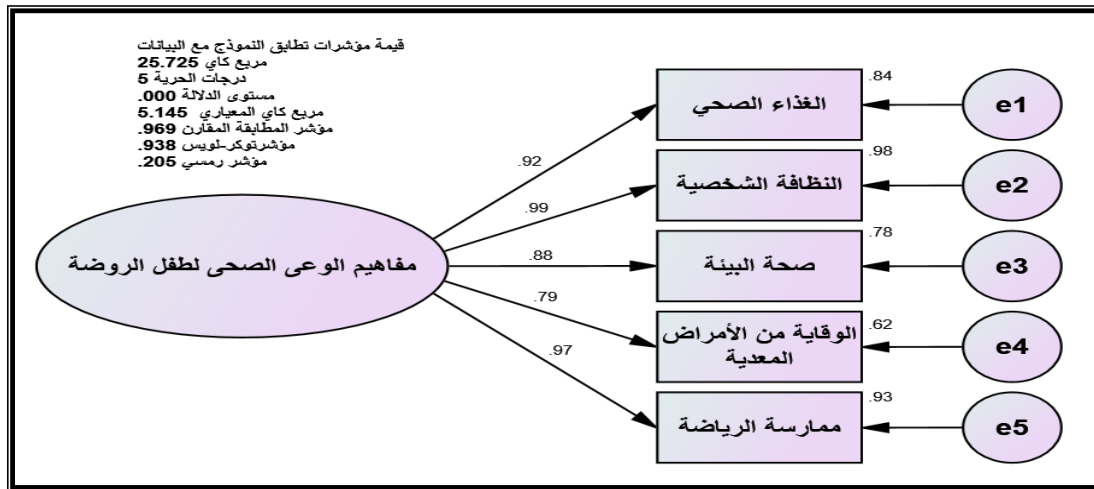 قيمة مؤشرات تطابق النموذج مع البيانات
مربع كاي 25.725
درجات الحرية 5
مستوى الدلالة 000.
مربع كاي المعياري 5.145
مؤشر المطابقة المقارن 969.
مؤشرتوكر-لويس 938.
مؤشر رمسي 205.
مفاهيم الوعى الصحى لطفل الروضة
.92
.99
.88
.79
.97
.84
الغذاء الصحي
e1
.98
النظافة الشخصية
e2
.78
صحة البيئة
e3
.62
الوقاية من الأمراض
المعدية
e4
.93
ممارسة الرياضة
e5